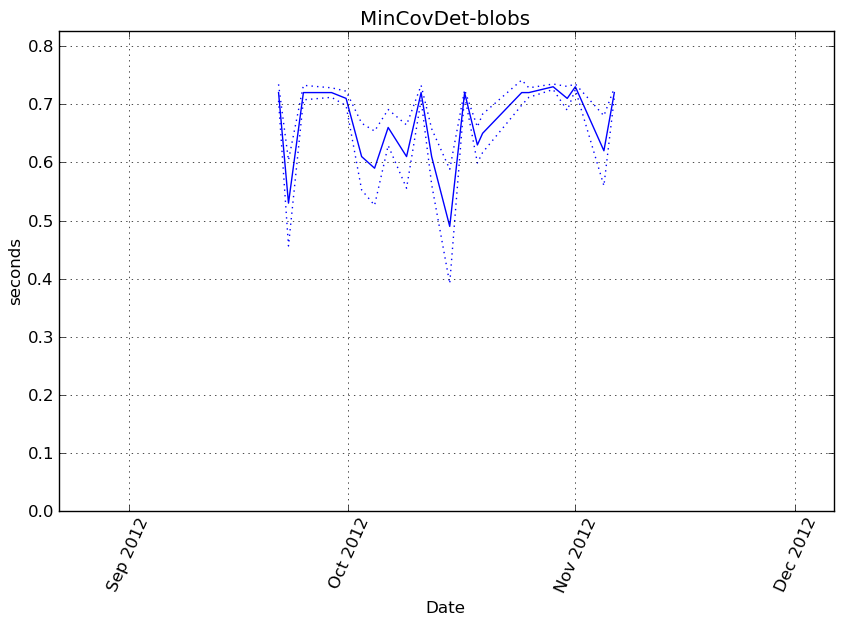 MinCovDet-blobs
0.8
0.7
0.6
0.5
0.4
0.3
0.2
0.1
0.0
seconds
Sep 2012
Oct 2012
Nov 2012
Dec 2012
Date